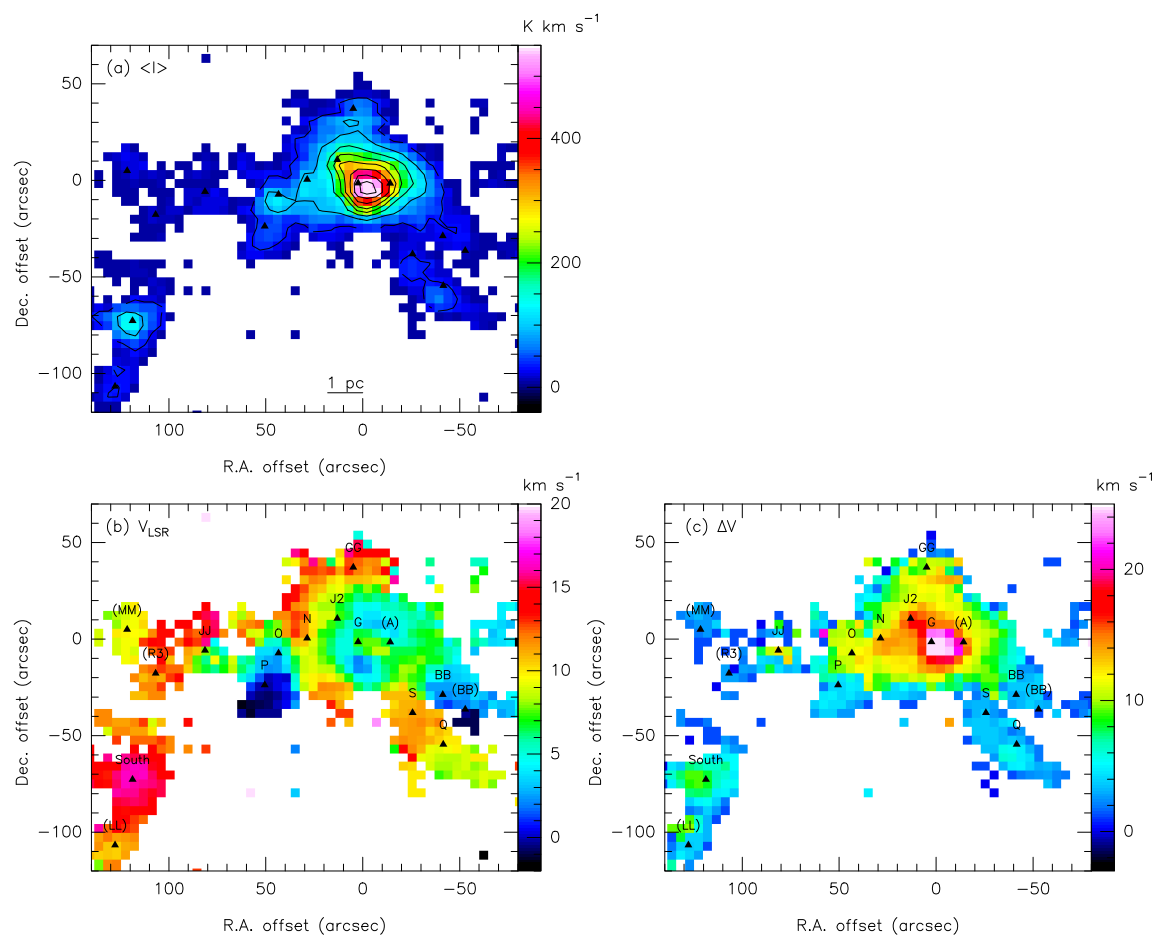 K km s⁻¹
(a) <I>
50
0
−50
−100
Dec. offset (arcsec)
400
200
0
1 pc
100 50 0 −50
R.A. offset (arcsec)
km s⁻¹
20
15
10
5
0
(b) V_LSR
50
0
−50
−100
Dec. offset (arcsec)
GG
(MM)
J2
N
G
(A)
JJ
O
(R3)
P
BB
S
(BB)
Q
South
(LL)
100 50 0 −50
R.A. offset (arcsec)
km s⁻¹
20
10
0
(c) ΔV
50
0
−50
−100
Dec. offset (arcsec)
GG
(MM)
J2
N
G
(A)
JJ
O
(R3)
P
BB
S
(BB)
Q
South
(LL)
100 50 0 −50
R.A. offset (arcsec)